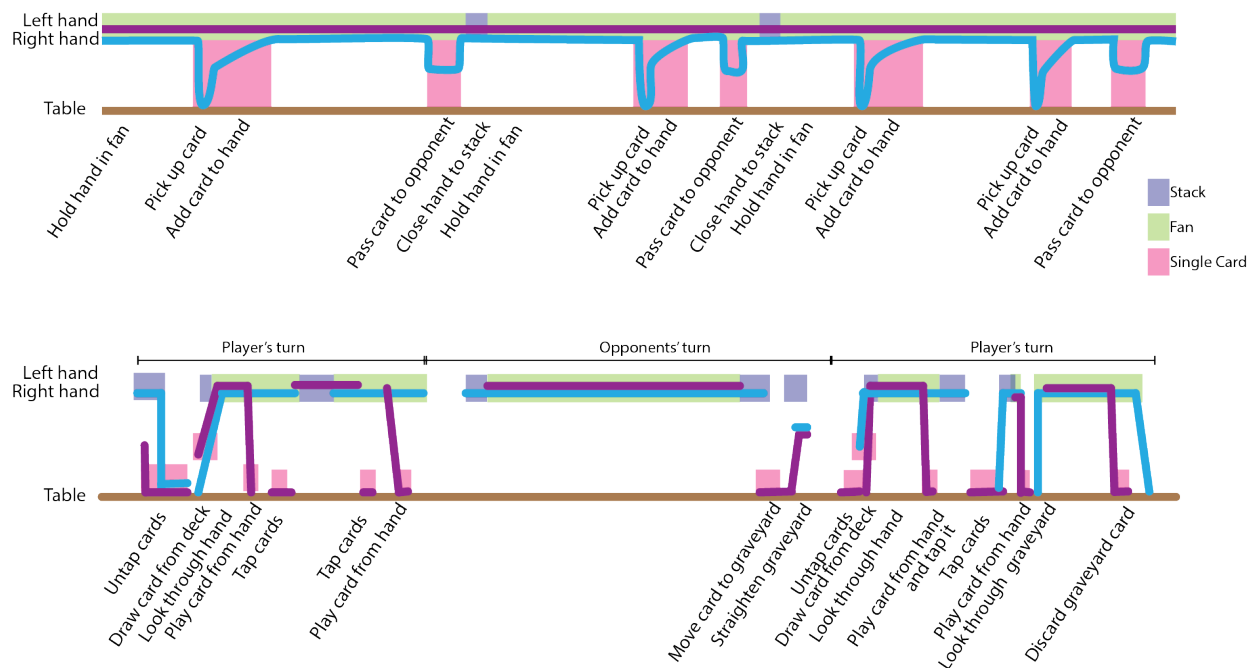 Left hand
Right hand
Table
Hold hand in fan
Pick up card
Add card to hand
Pass card to opponent
Close hand to stack
Hold hand in fan
Pick up card
Add card to hand
Pass card to opponent
Close hand to stack
Hold hand in fan
Pick up card
Add card to hand
Pick up card
Add card to hand
Pass card to opponent
Stack
Fan
Single Card
Player's turn
Opponents' turn
Player's turn
Left hand
Right hand
Table
Untap cards
Draw card from deck
Look through hand
Play card from hand
Tap cards
Tap cards
Play card from hand
Move card to graveyard
Straighten graveyard
Untap cards
Draw card from deck
Look through hand
Play card from hand
and tap it
Tap cards
Play card from hand
Look through graveyard
Discard graveyard card